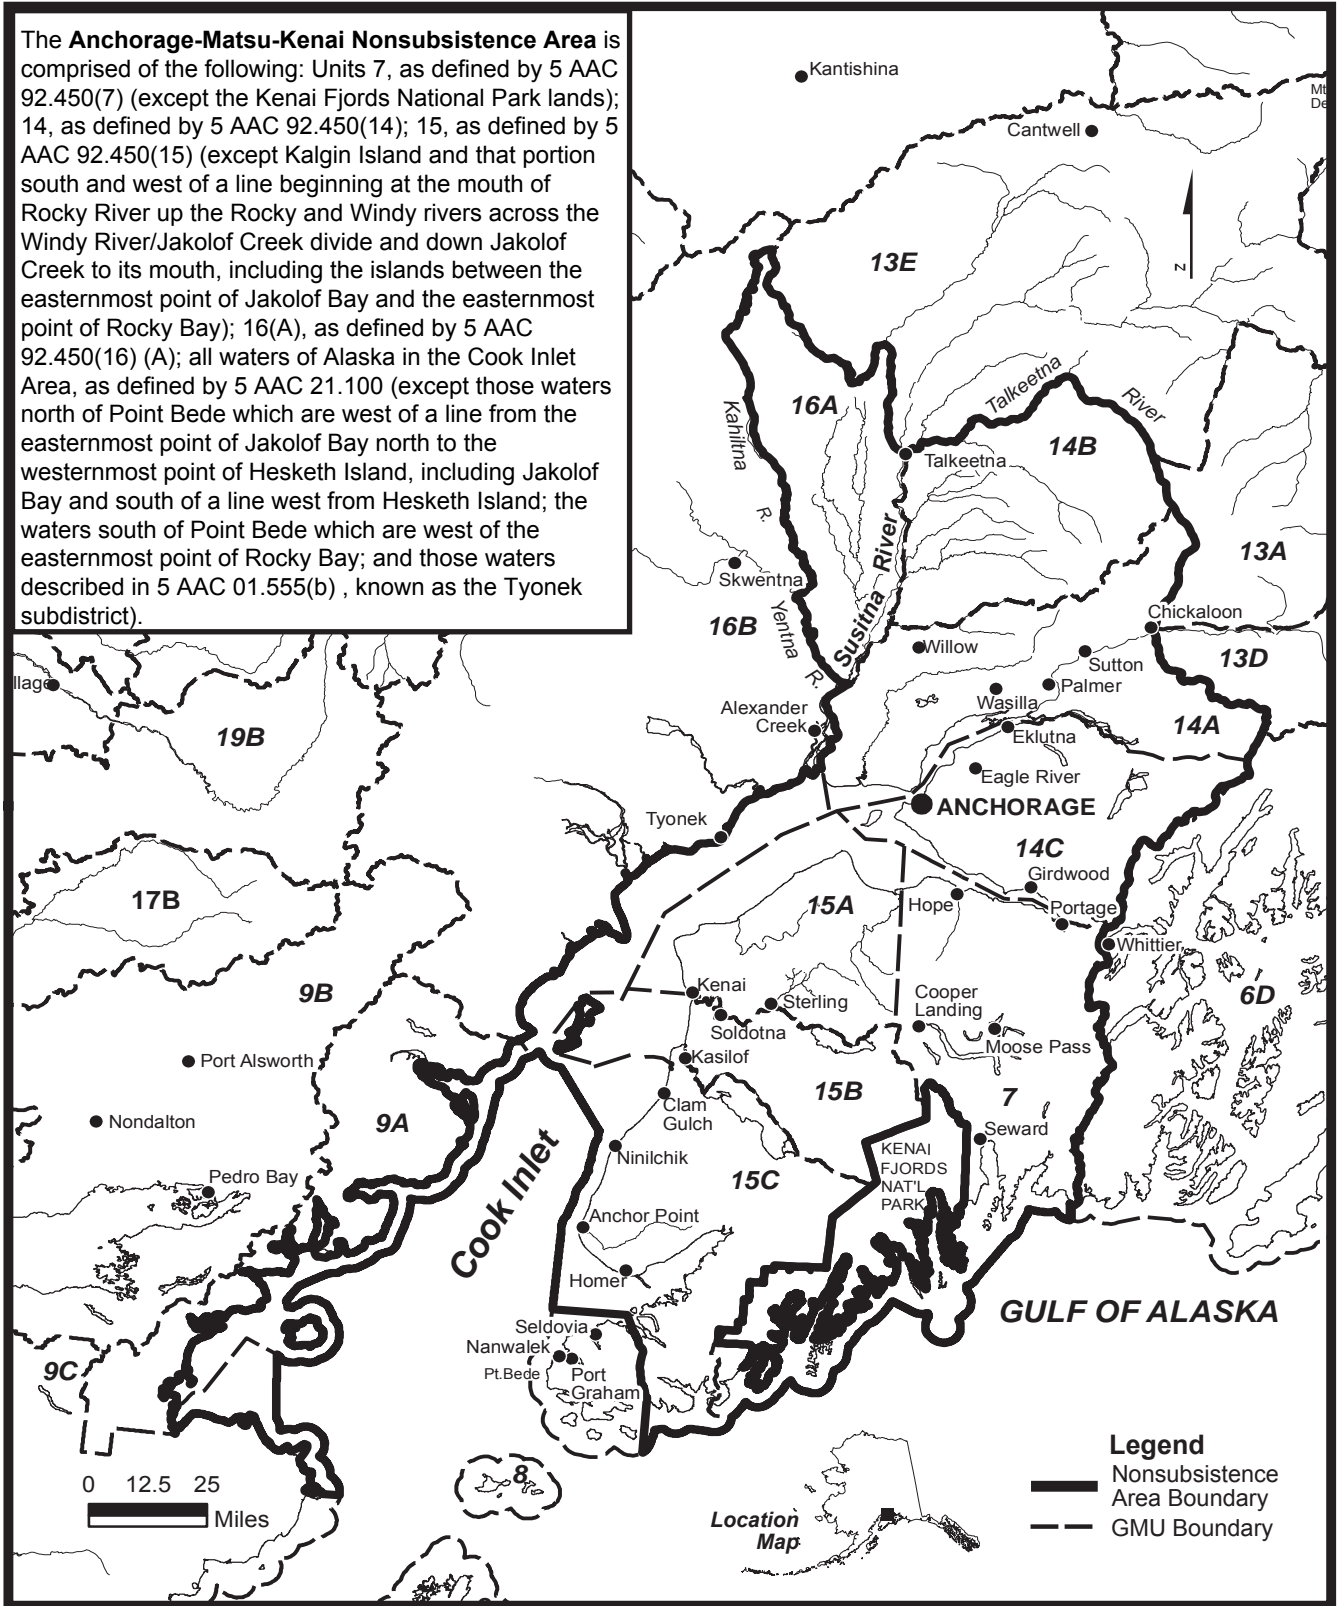 The Anchorage-Matsu-Kenai Nonsubsistence Area is
comprised of the following: Units 7, as defined by 5 AAC
92.450(7) (except the Kenai Fjords National Park lands);
14, as defined by 5 AAC 92.450(14); 15, as defined by 5
AAC 92.450(15) (except Kalgin Island and that portion
south and west of a line beginning at the mouth of
Rocky River up the Rocky and Windy rivers across the
Windy River/Jakolof Creek divide and down Jakolof
Creek to its mouth, including the islands between the
easternmost point of Jakolof Bay and the easternmost
point of Rocky Bay); 16(A), as defined by 5 AAC
92.450(16) (A); all waters of Alaska in the Cook Inlet
Area, as defined by 5 AAC 21.100 (except those waters
north of Point Bede which are west of a line from the
easternmost point of Jakolof Bay north to the
westernmost point of Hesketh Island, including Jakolof
Bay and south of a line west from Hesketh Island; the
waters south of Point Bede which are west of the
easternmost point of Rocky Bay; and those waters
described in 5 AAC 01.555(b) , known as the Tyonek
subdistrict).
Kantishina
Mt
De
Cantwell
13E
N
Talkeetna
River
16A
Kahiltna
R.
14B
Talkeetna
Susitna River
13A
Skwentna
16B
Yentna
R.
Chickaloon
Willow
Sutton
13D
llage
Palmer
Wasilla
Alexander
Creek
14A
19B
Eklutna
Eagle River
ANCHORAGE
Tyonek
14C
Girdwood
17B
15A
Hope
Portage
Whittier
9B
Kenai
Sterling
Cooper
Landing
6D
Soldotna
Moose Pass
Port Alsworth
Kasilof
15B
7
Clam
Gulch
Nondalton
9A
Seward
Ninilchik
KENAI
FJORDS
NAT'L
PARK
Pedro Bay
15C
Cook Inlet
Anchor Point
Homer
GULF OF ALASKA
Seldovia
Nanwalek
Pt.Bede
Port
Graham
9C
8
0 12.5 25
Miles
Location
Map
Legend
Nonsubsistence
Area Boundary
GMU Boundary